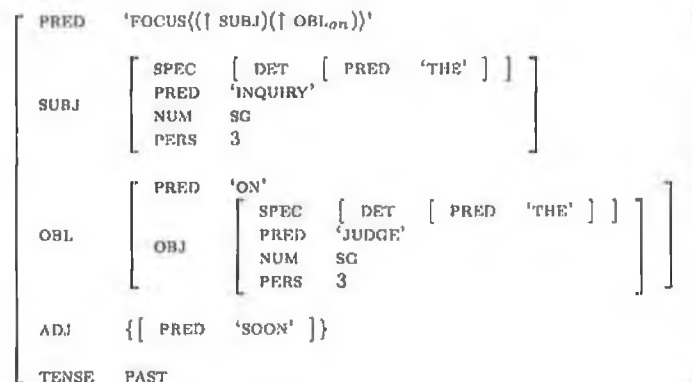 PRED 'FOCUS⟨(↑ SUBJ)(↑ OBLon)⟩'
SPEC [ DET [ PRED 'THE' ] ]
PRED 'INQUIRY'
SUBJ
NUM SG
PERS 3
PRED 'ON'
SPEC [ DET [ PRED 'THE' ] ]
PRED 'JUDGE'
OBL
OBJ
NUM SG
PERS 3
ADJ {[ PRED 'SOON' ]}
TENSE PAST